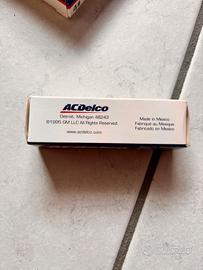 ACDelco
Detroit, Michigan 48243
©1995 GM LLC All Rights Reserved.
www.acdelco.com
Made in Mexico
Fabriqué au Mexique
Fabricado en Mexico
subito